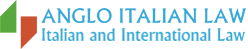 ANGLO ITALIAN LAW
Italian and International Law